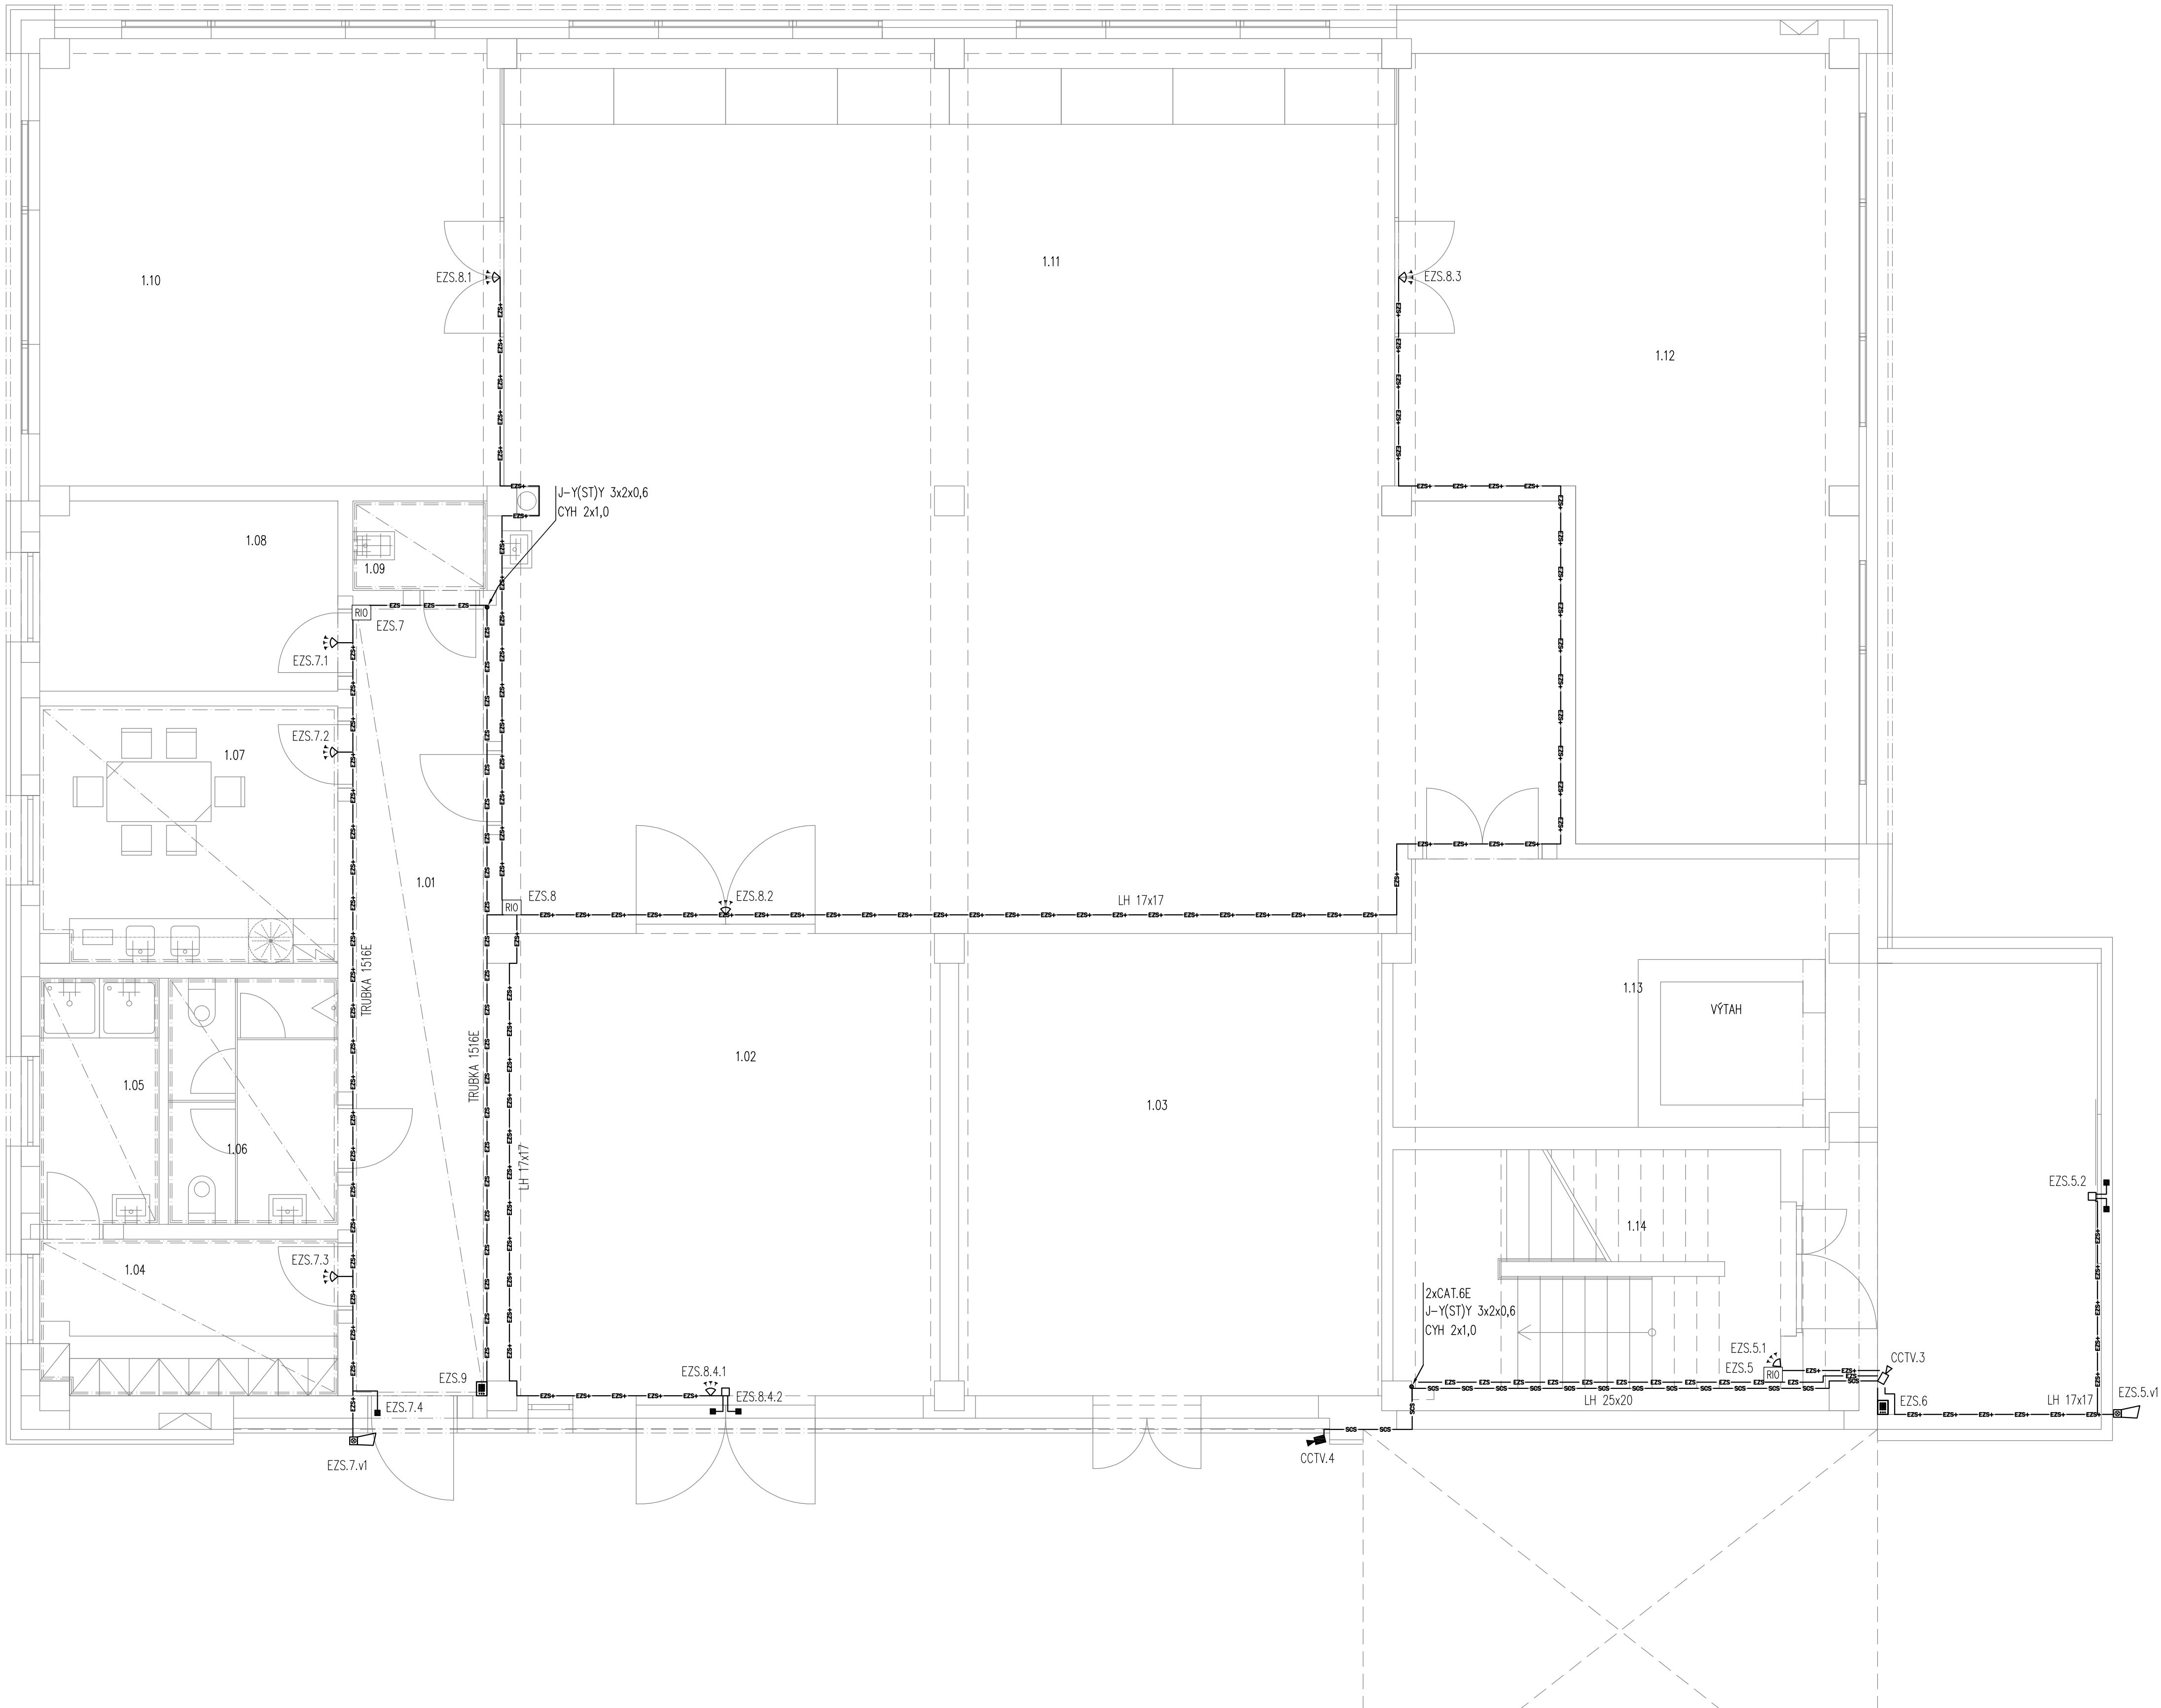 1.10
EZS.8.1
1.11
EZS.8.3
1.12
J-Y(ST)Y 3x2x0,6
CYH 2x1,0
1.08
1.09
RIO
EZS EZS EZS
EZS.7
EZS.7.1
EZS.7.2
1.07
1.01
EZS.8
RIO
EZS.8.2
LH 17x17
TRUBKA 1516E
TRUBKA 1516E
1.13
VÝTAH
1.02
1.05
1.03
1.06
LH 17x17
EZS.5.2
1.14
EZS.7.3
1.04
2xCAT.6E
J-Y(ST)Y 3x2x0,6
CYH 2x1,0
EZS.5.1
EZS.5
RIO
CCTV.3
EZS.9
EZS.8.4.1
EZS.8.4.2
EZS.7.4
LH 25x20
EZS.6
LH 17x17
EZS.5.v1
EZS.7.v1
CCTV.4
SCS SCS